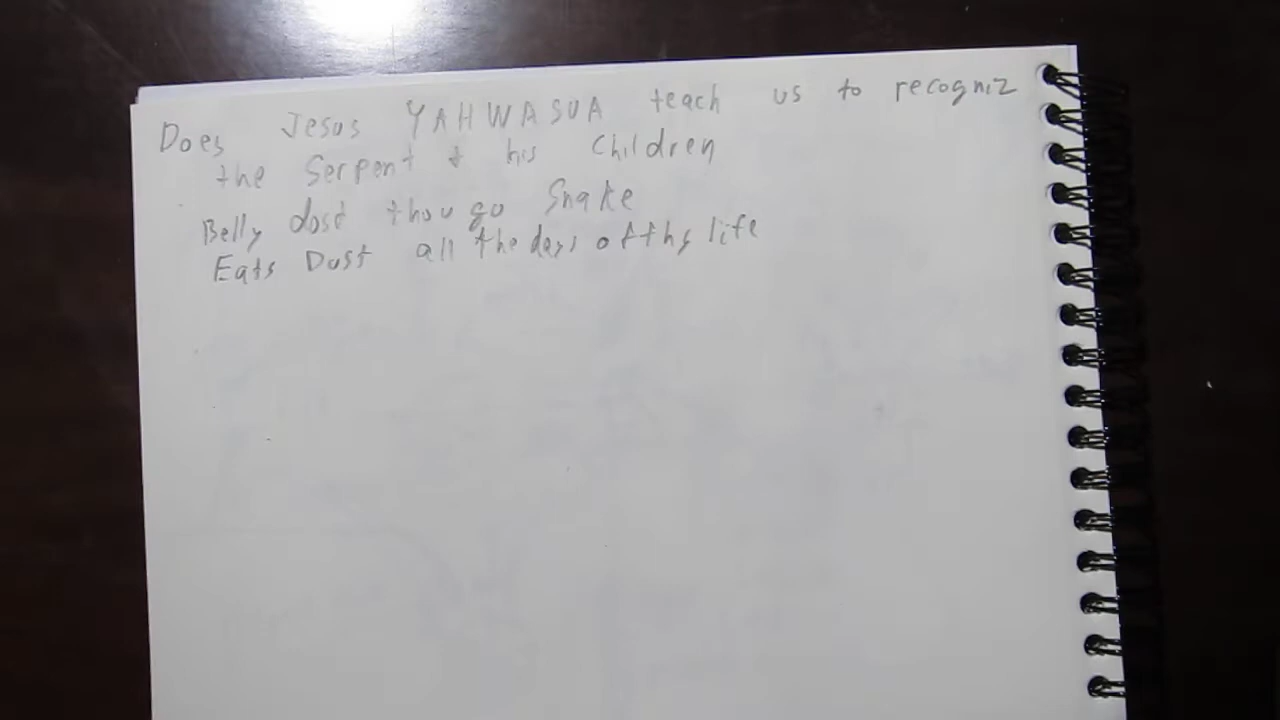 Does Jesus YAHWASUA teach us to recogniz
the Serpent & his Children
Belly dost thou go Snake
Eats Dust all the days of thy life